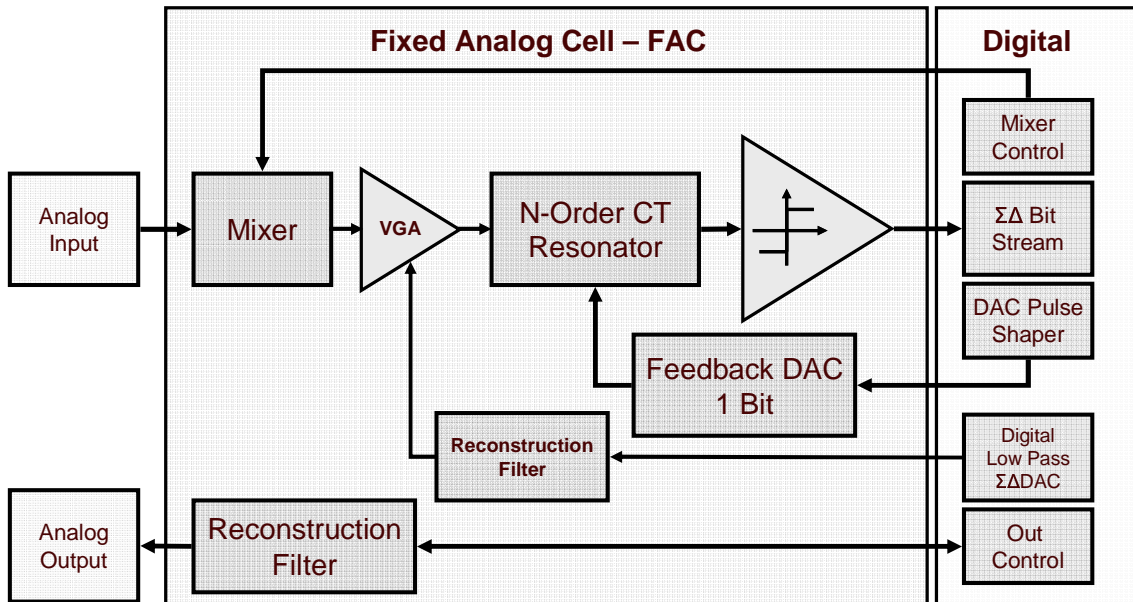 Fixed Analog Cell – FAC
Digital
Mixer
Control
Analog
Input
Mixer
VGA
N-Order CT
Resonator
ΣΔ Bit
Stream
DAC Pulse
Shaper
Feedback DAC
1 Bit
Reconstruction
Filter
Digital
Low Pass
ΣΔDAC
Analog
Output
Reconstruction
Filter
Out
Control